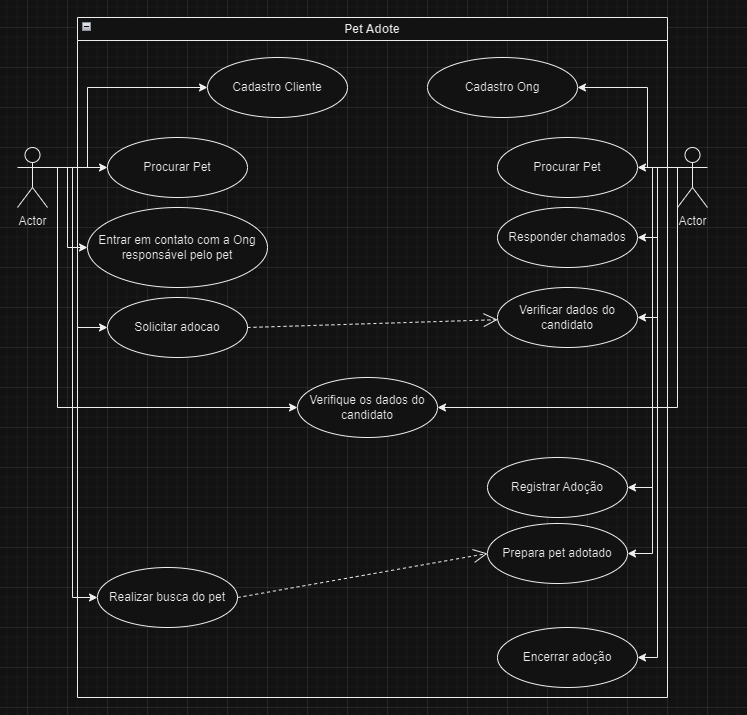 Pet Adote
Cadastro Cliente
Cadastro Ong
Procurar Pet
Procurar Pet
Actor
Actor
Entrar em contato com a Ong
responsável pelo pet
Responder chamados
Solicitar adocao
Verificar dados do
candidato
Verifique os dados do
candidato
Registrar Adoção
Prepara pet adotado
Realizar busca do pet
Encerrar adoção